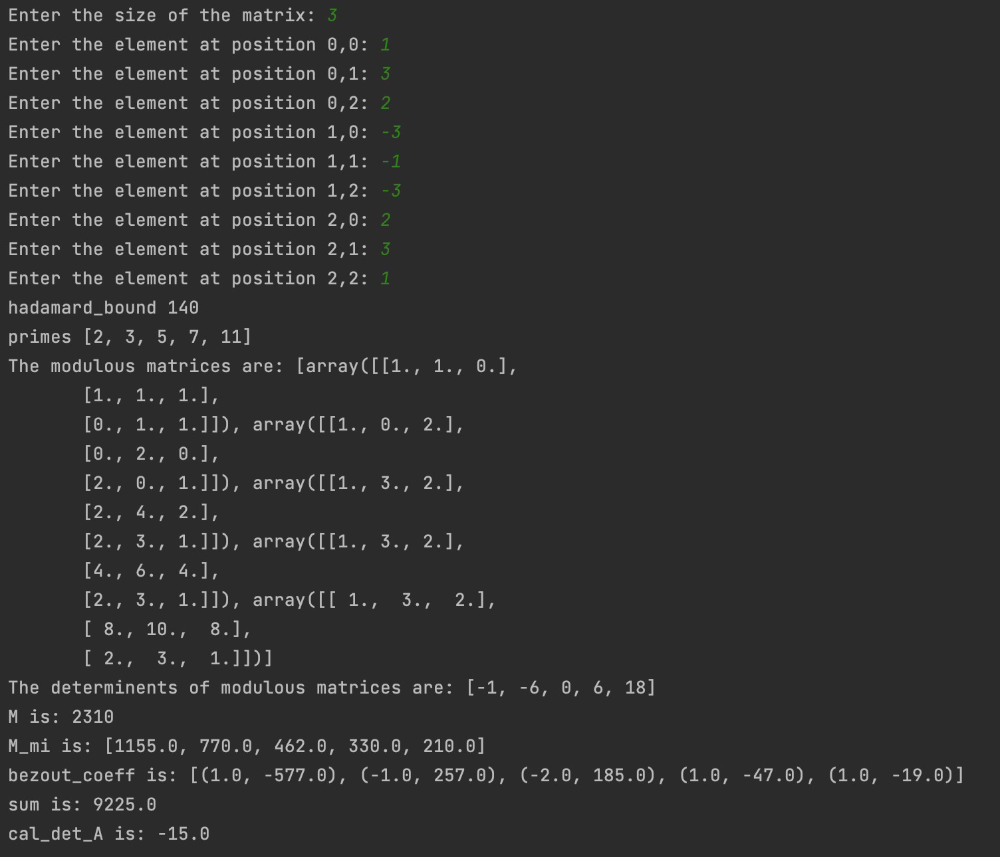 Enter the size of the matrix: 3
Enter the element at position 0,0: 1
Enter the element at position 0,1: 3
Enter the element at position 0,2: 2
Enter the element at position 1,0: -3
Enter the element at position 1,1: -1
Enter the element at position 1,2: -3
Enter the element at position 2,0: 2
Enter the element at position 2,1: 3
Enter the element at position 2,2: 1
hadamard_bound 140
primes [2, 3, 5, 7, 11]
The modulous matrices are: [array([[1., 1., 0.],
       [1., 1., 1.],
       [0., 1., 1.]]), array([[1., 0., 2.],
       [0., 2., 0.],
       [2., 0., 1.]]), array([[1., 3., 2.],
       [2., 4., 2.],
       [2., 3., 1.]]), array([[1., 3., 2.],
       [4., 6., 4.],
       [2., 3., 1.]]), array([[ 1.,  3.,  2.],
       [ 8., 10.,  8.],
       [ 2.,  3.,  1.]])]
The determinents of modulous matrices are: [-1, -6, 0, 6, 18]
M is: 2310
M_mi is: [1155.0, 770.0, 462.0, 330.0, 210.0]
bezout_coeff is: [(1.0, -577.0), (-1.0, 257.0), (-2.0, 185.0), (1.0, -47.0), (1.0, -19.0)]
sum is: 9225.0
cal_det_A is: -15.0